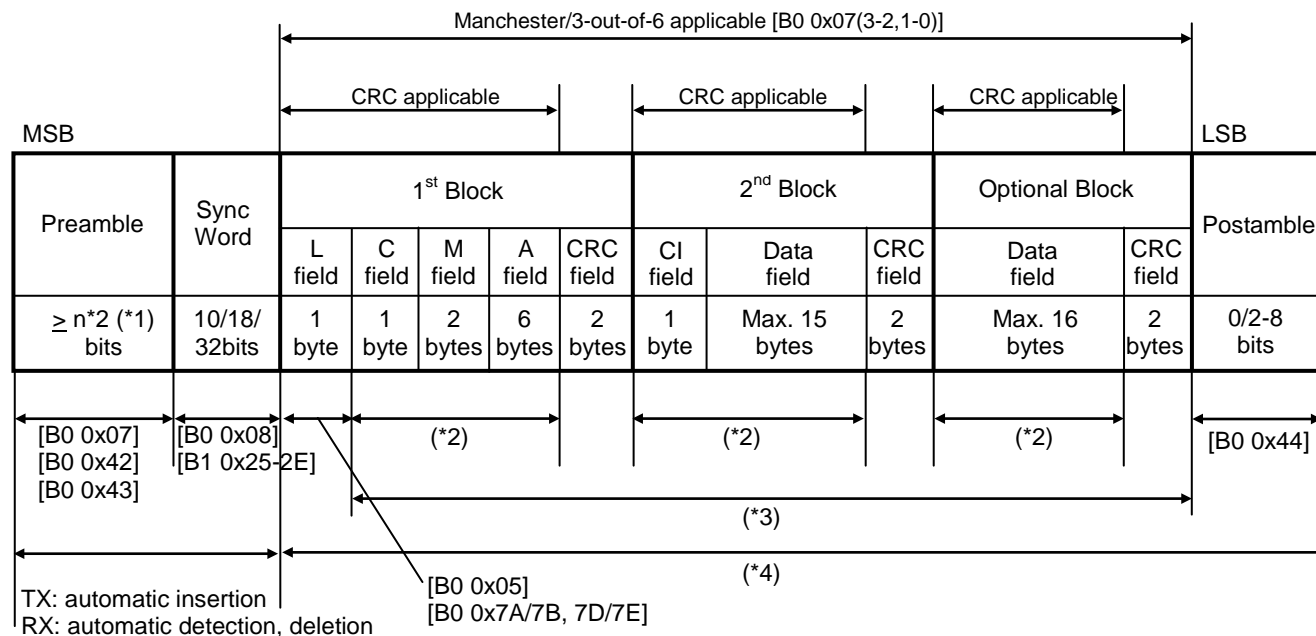 Manchester/3-out-of-6 applicable [B0 0x07(3-2,1-0)]
CRC applicable
CRC applicable
CRC applicable
MSB
LSB
Preamble
Sync
Word
1st Block
2nd Block
Optional Block
Postamble
L
field
C
field
M
field
A
field
CRC
field
CI
field
Data
field
CRC
field
Data
field
CRC
field
≥ n*2 (*1)
bits
10/18/
32bits
1
byte
1
byte
2
bytes
6
bytes
2
bytes
1
byte
Max. 15
bytes
2
bytes
Max. 16
bytes
2
bytes
0/2-8
bits
[B0 0x07]
[B0 0x42]
[B0 0x43]
[B0 0x08]
[B1 0x25-2E]
(*2)
(*2)
(*2)
[B0 0x44]
(*3)
(*4)
[B0 0x05]
[B0 0x7A/7B, 7D/7E]
TX: automatic insertion
RX: automatic detection, deletion